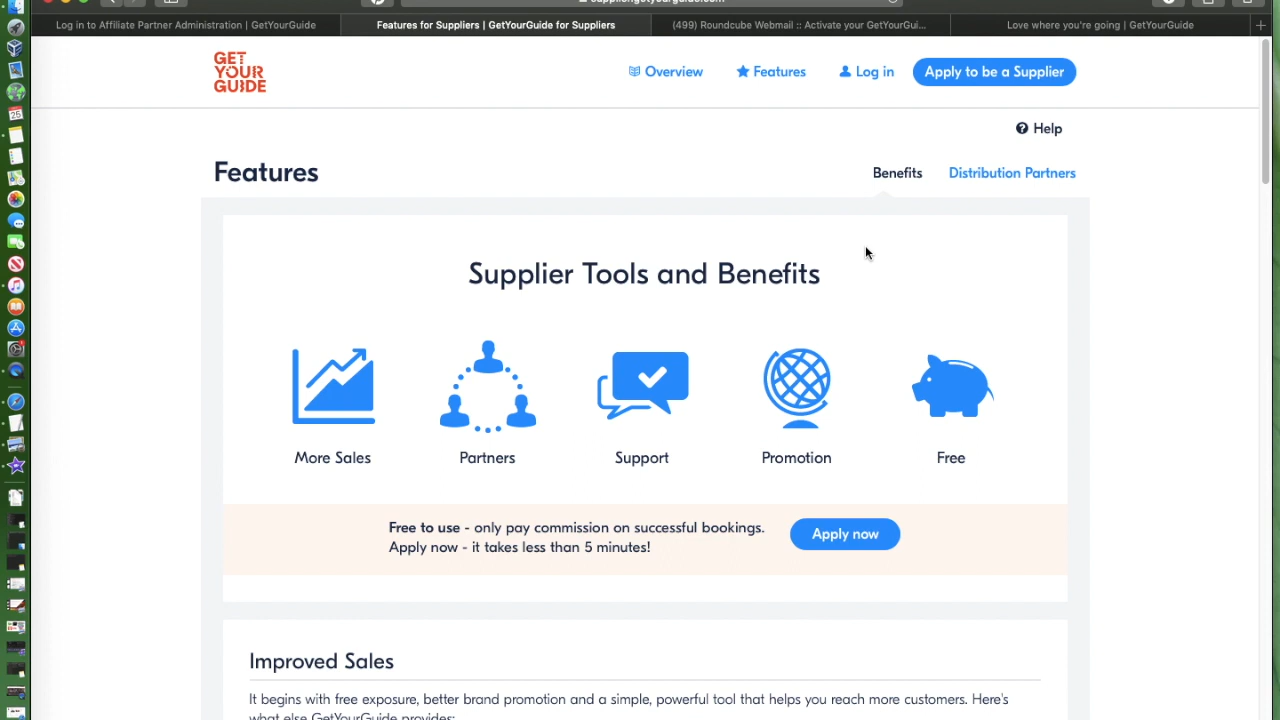 Log in to Affiliate Partner Administration | GetYourGuide
Features for Suppliers | GetYourGuide for Suppliers
(499) Roundcube Webmail :: Activate your GetYourGui...
Love where you're going | GetYourGuide
GET
YOUR
GUIDE
Overview
Features
Log in
Apply to be a Supplier
Help
Features
Benefits
Distribution Partners
Supplier Tools and Benefits
More Sales
Partners
Support
Promotion
Free
Free to use - only pay commission on successful bookings.
Apply now - it takes less than 5 minutes!
Apply now
Improved Sales
It begins with free exposure, better brand promotion and a simple, powerful tool that helps you reach more customers. Here's
what else GetYourGuide provides: